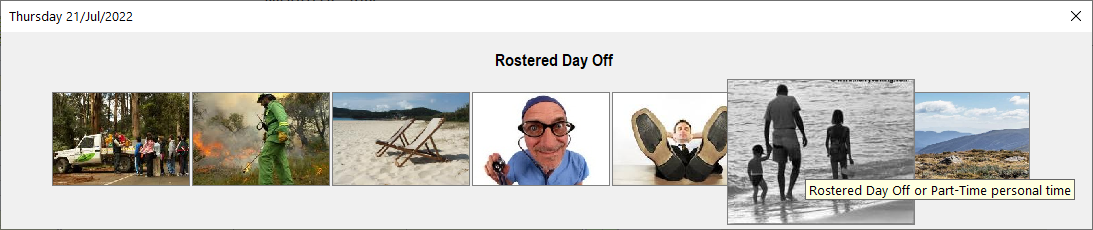 Thursday 21/Jul/2022
Rostered Day Off
Rostered Day Off or Part-Time personal time